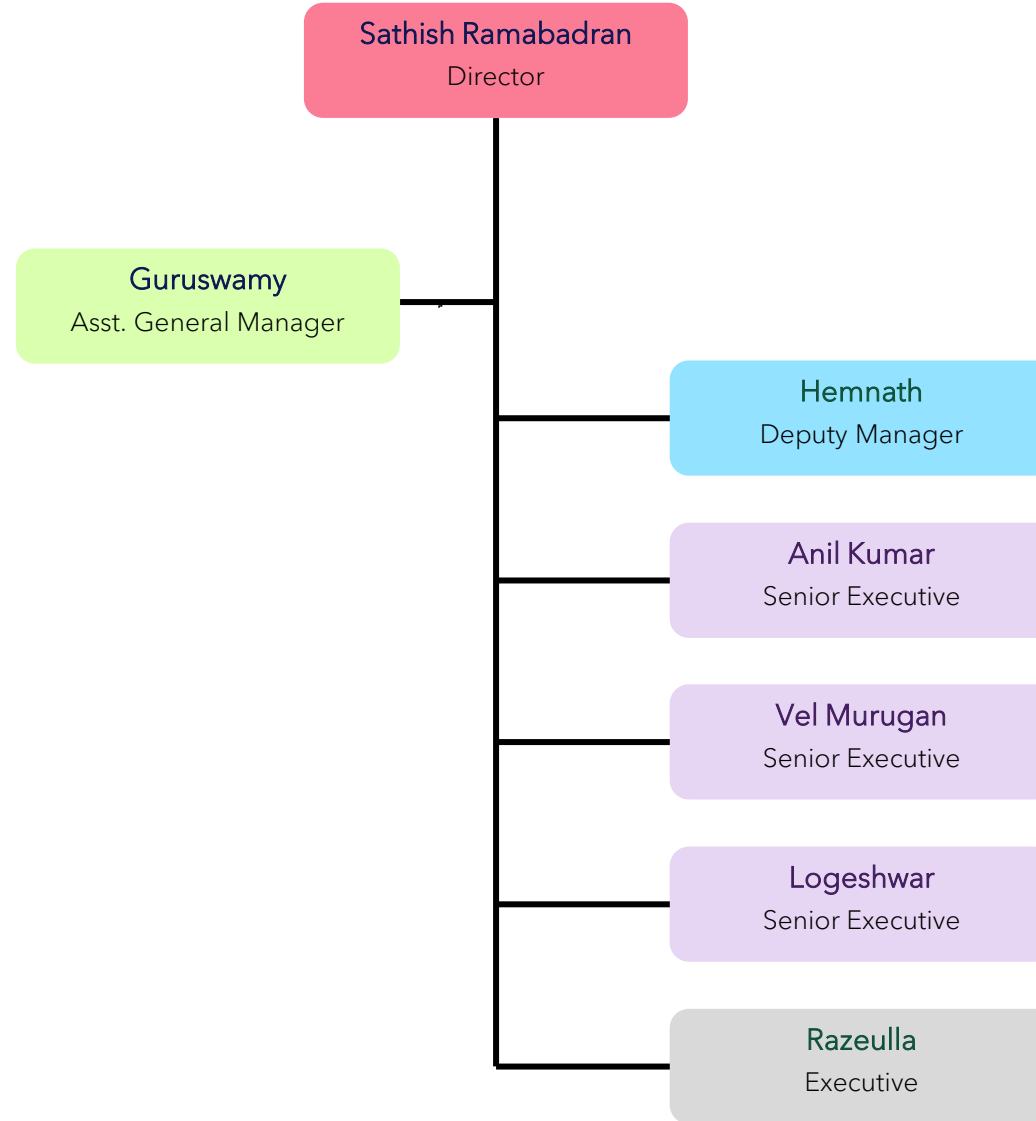 Sathish Ramabadran
Director
Guruswamy
Asst. General Manager
Hemnath
Deputy Manager
Anil Kumar
Senior Executive
Vel Murugan
Senior Executive
Logeshwar
Senior Executive
Razeulla
Executive